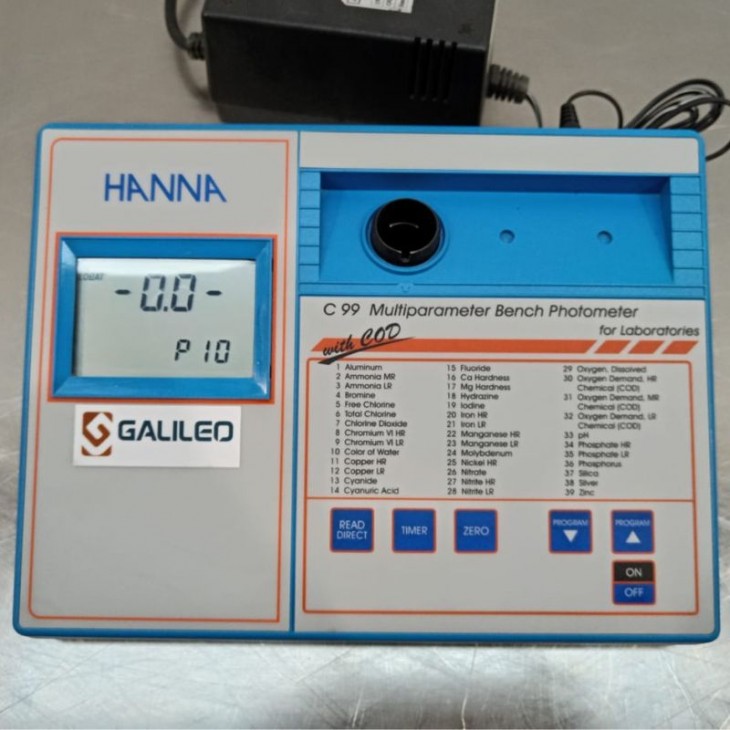 HANNA
-0.0-
P10
GALILEO
C 99 Multiparameter Bench Photometer
for Laboratories
with COD
1 Aluminum
2 Ammonia MR
3 Ammonia LR
4 Bromine
5 Free Chlorine
6 Total Chlorine
7 Chlorine Dioxide
8 Chromium VI HR
9 Chromium VI LR
10 Color of Water
11 Copper HR
12 Copper LR
13 Cyanide
14 Cyanuric Acid
15 Fluoride
16 Ca Hardness
17 Mg Hardness
18 Hydrazine
19 Iodine
20 Iron HR
21 Iron LR
22 Manganese HR
23 Manganese LR
24 Molybdenum
25 Nickel HR
26 Nitrate
27 Nitrite HR
28 Nitrite LR
29 Oxygen, Dissolved
30 Oxygen Demand, HR
Chemical (COD)
31 Oxygen Demand, MR
Chemical (COD)
32 Oxygen Demand, LR
Chemical (COD)
33 pH
34 Phosphate HR
35 Phosphate LR
36 Phosphorus
37 Silica
38 Silver
39 Zinc
READ
DIRECT
TIMER
ZERO
PROGRAM
PROGRAM
ON
OFF